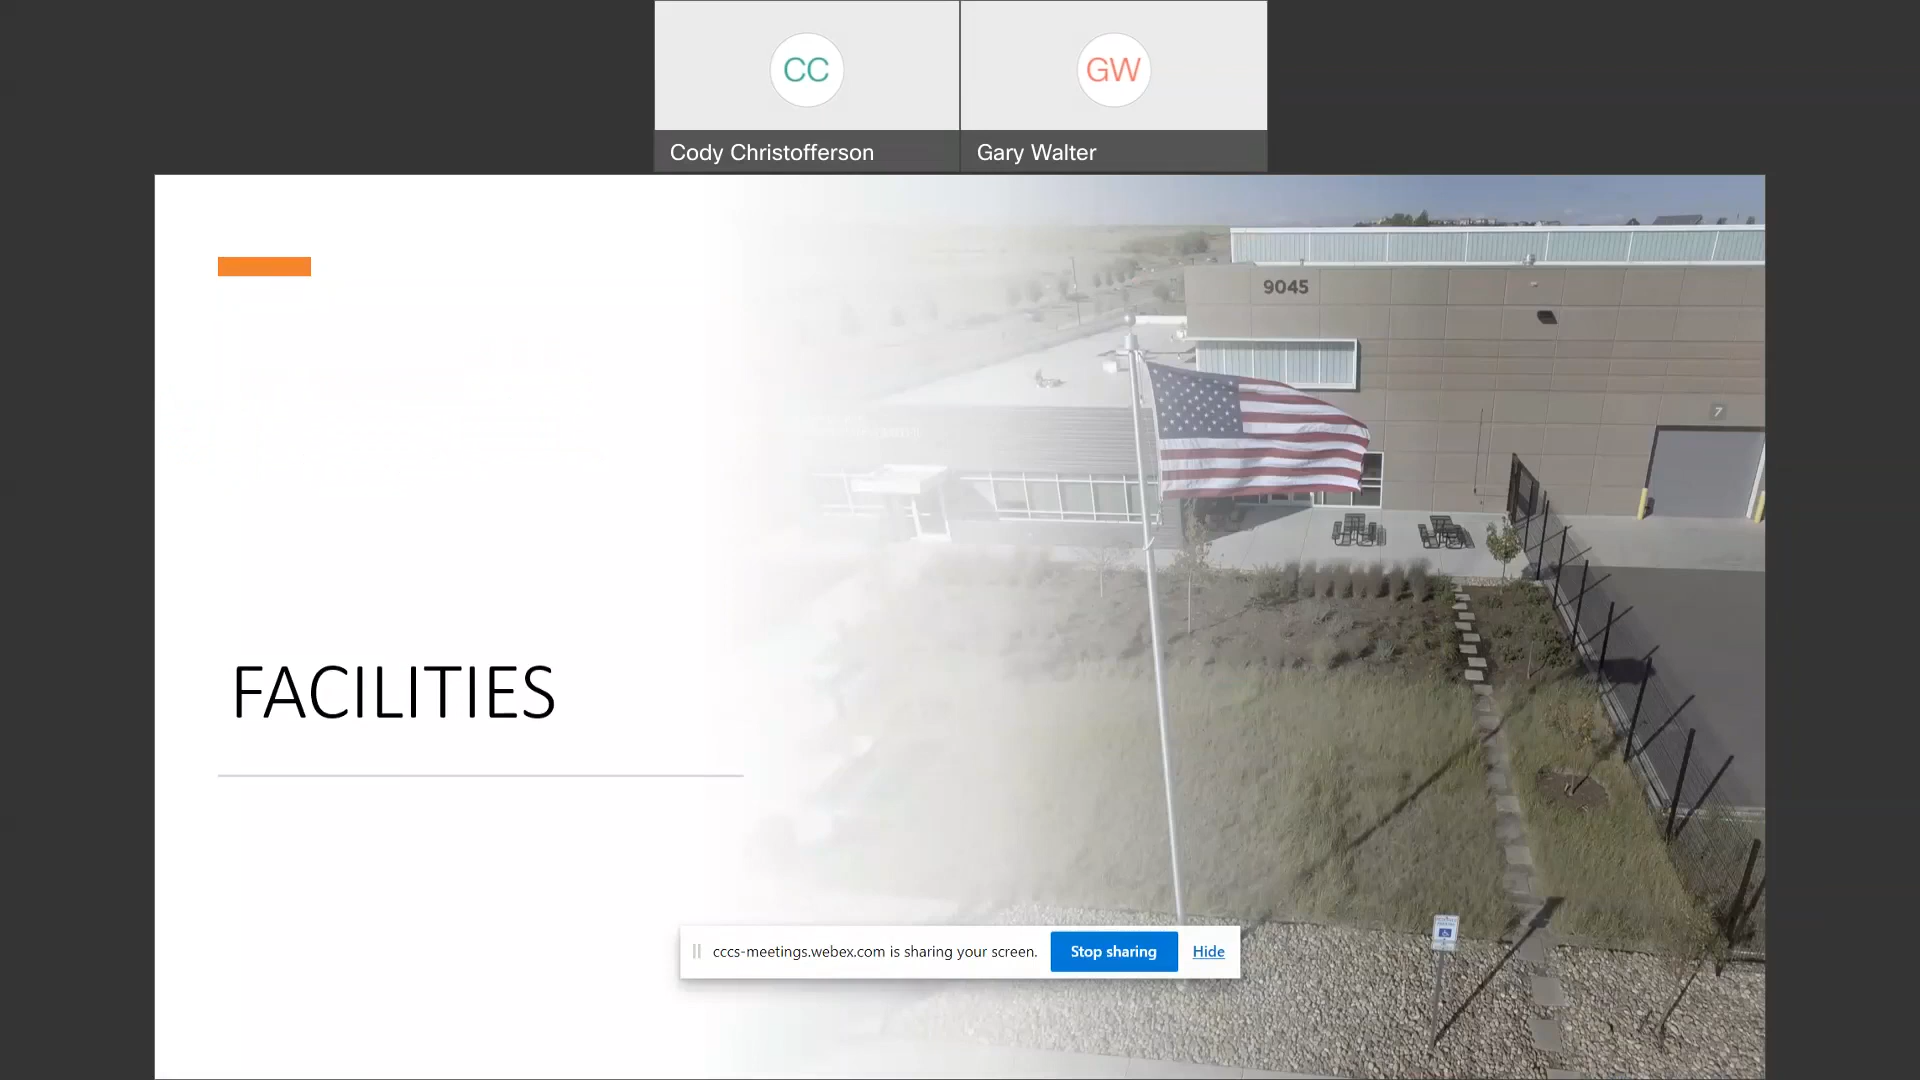 CC
GW
Cody Christofferson
Gary Walter
9045
7
FACILITIES
cccs-meetings.webex.com is sharing your screen.
Stop sharing
Hide